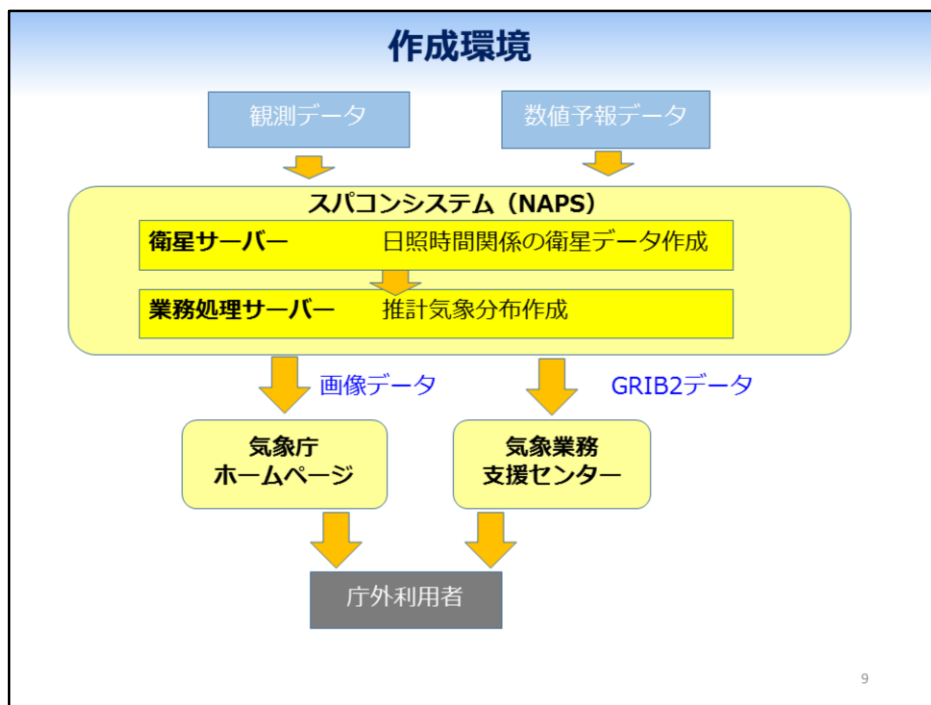 作成環境
観測データ
数値予報データ
スパコンシステム（NAPS）
衛星サーバー 日照時間関係の衛星データ作成
業務処理サーバー 推計気象分布作成
画像データ
GRIB2データ
気象庁
ホームページ
気象業務
支援センター
庁外利用者
9